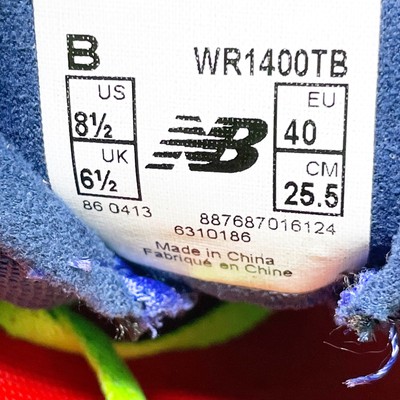 B
WR1400TB
US
8½
UK
6½
EU
40
CM
25.5
NB
86 0413
887687016124
6310186
Made in China
Fabriqué en Chine